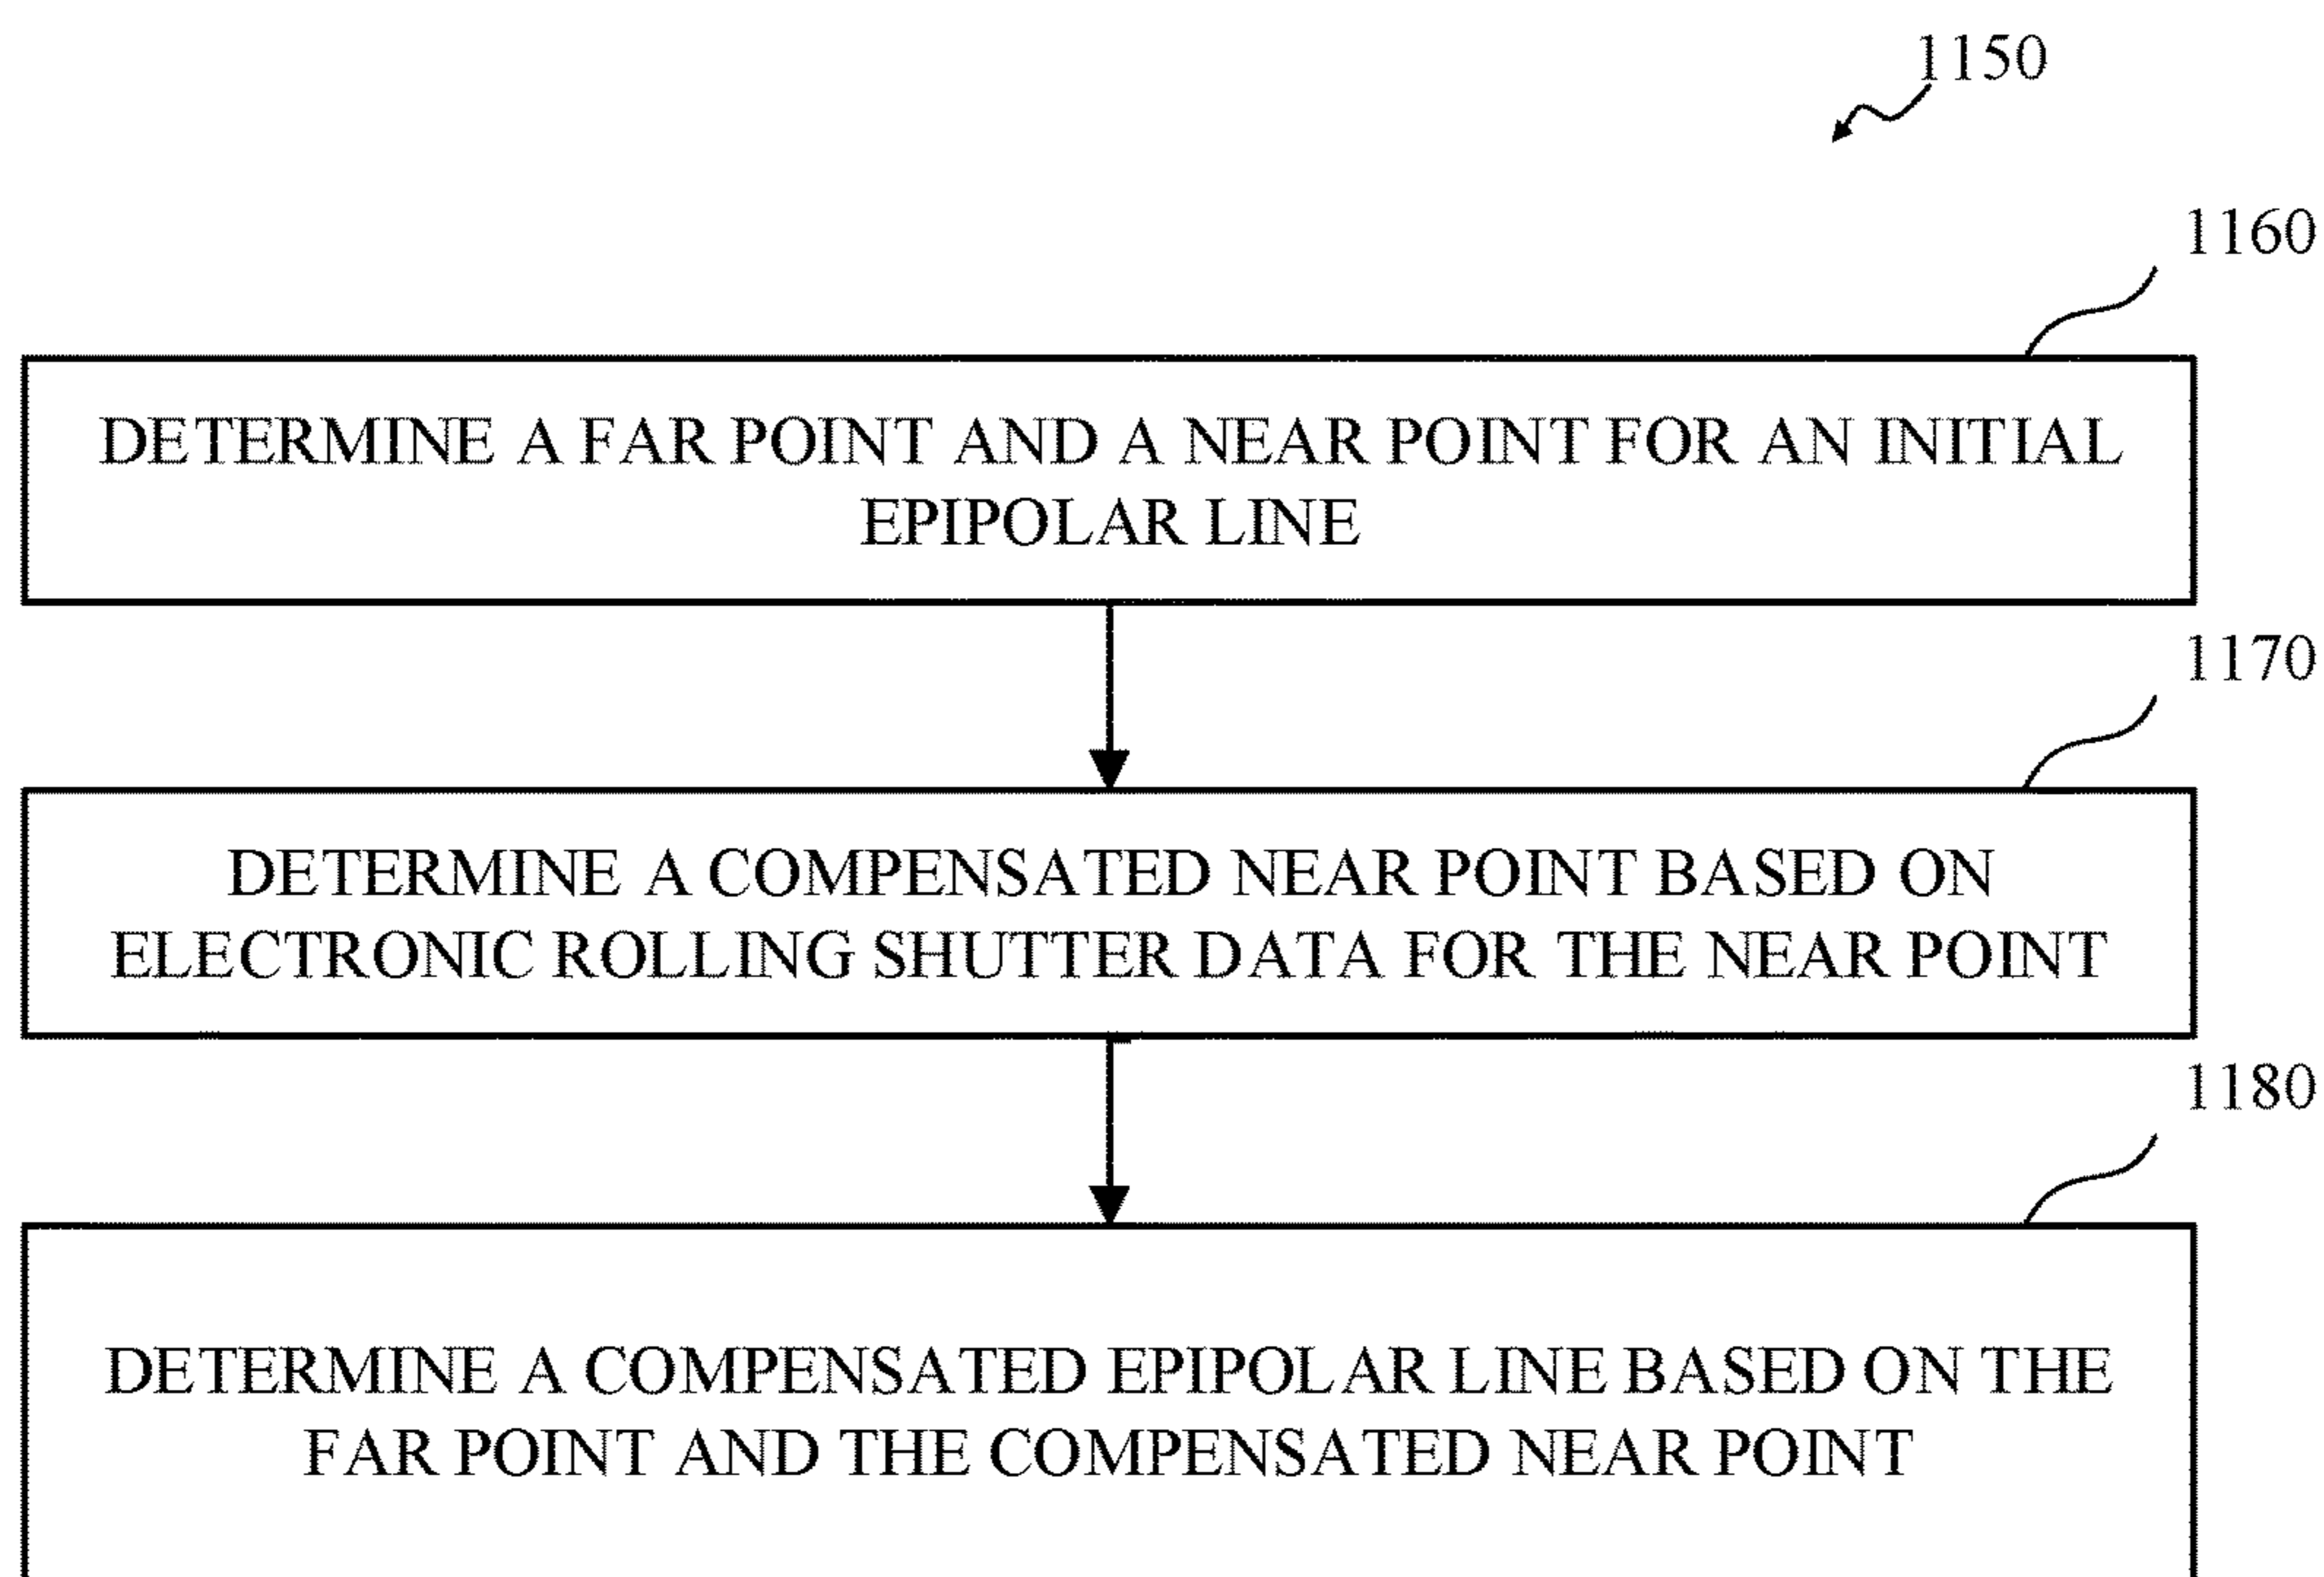 1150
1160
DETERMINE A FAR POINT AND A NEAR POINT FOR AN INITIAL
EPIPOLAR LINE
1170
DETERMINE A COMPENSATED NEAR POINT BASED ON
ELECTRONIC ROLLING SHUTTER DATA FOR THE NEAR POINT
1180
DETERMINE A COMPENSATED EPIPOLAR LINE BASED ON THE
FAR POINT AND THE COMPENSATED NEAR POINT